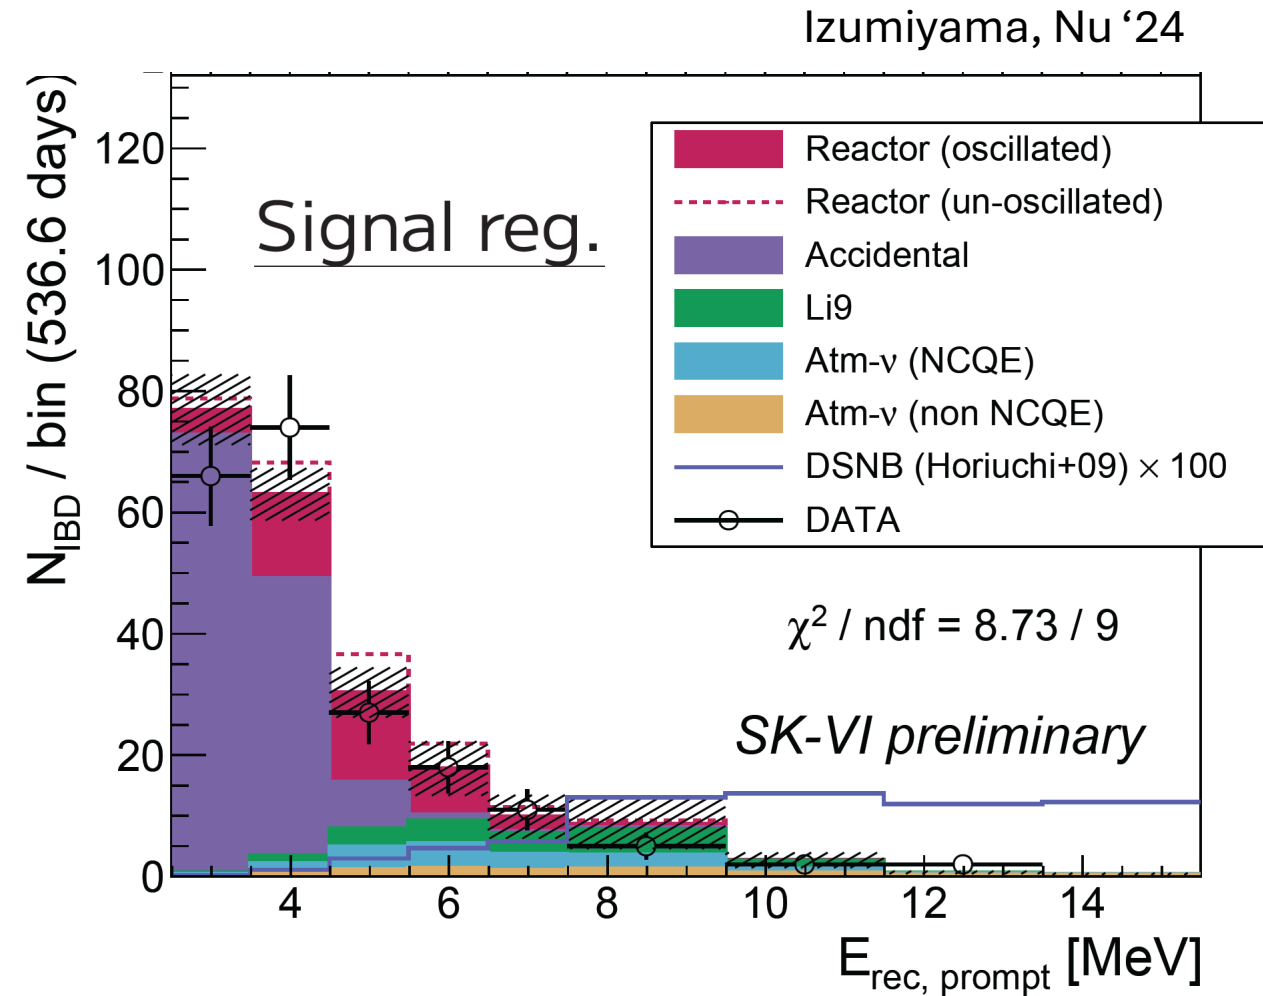 Izumiyama, Nu ‘24
N_IBD / bin (536.6 days)
120
100
80
60
40
20
0
Signal reg.
Reactor (oscillated)
Reactor (un-oscillated)
Accidental
Li9
Atm-ν (NCQE)
Atm-ν (non NCQE)
DSNB (Horiuchi+09) × 100
DATA
χ² / ndf = 8.73 / 9
SK-VI preliminary
4 6 8 10 12 14
E_rec, prompt [MeV]